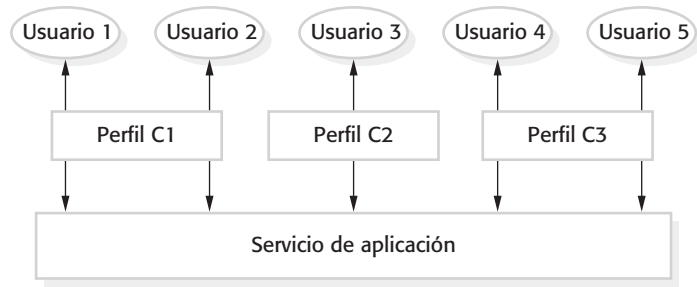 Usuario 1
Usuario 2
Usuario 3
Usuario 4
Usuario 5
Perfil C1
Perfil C2
Perfil C3
Servicio de aplicación